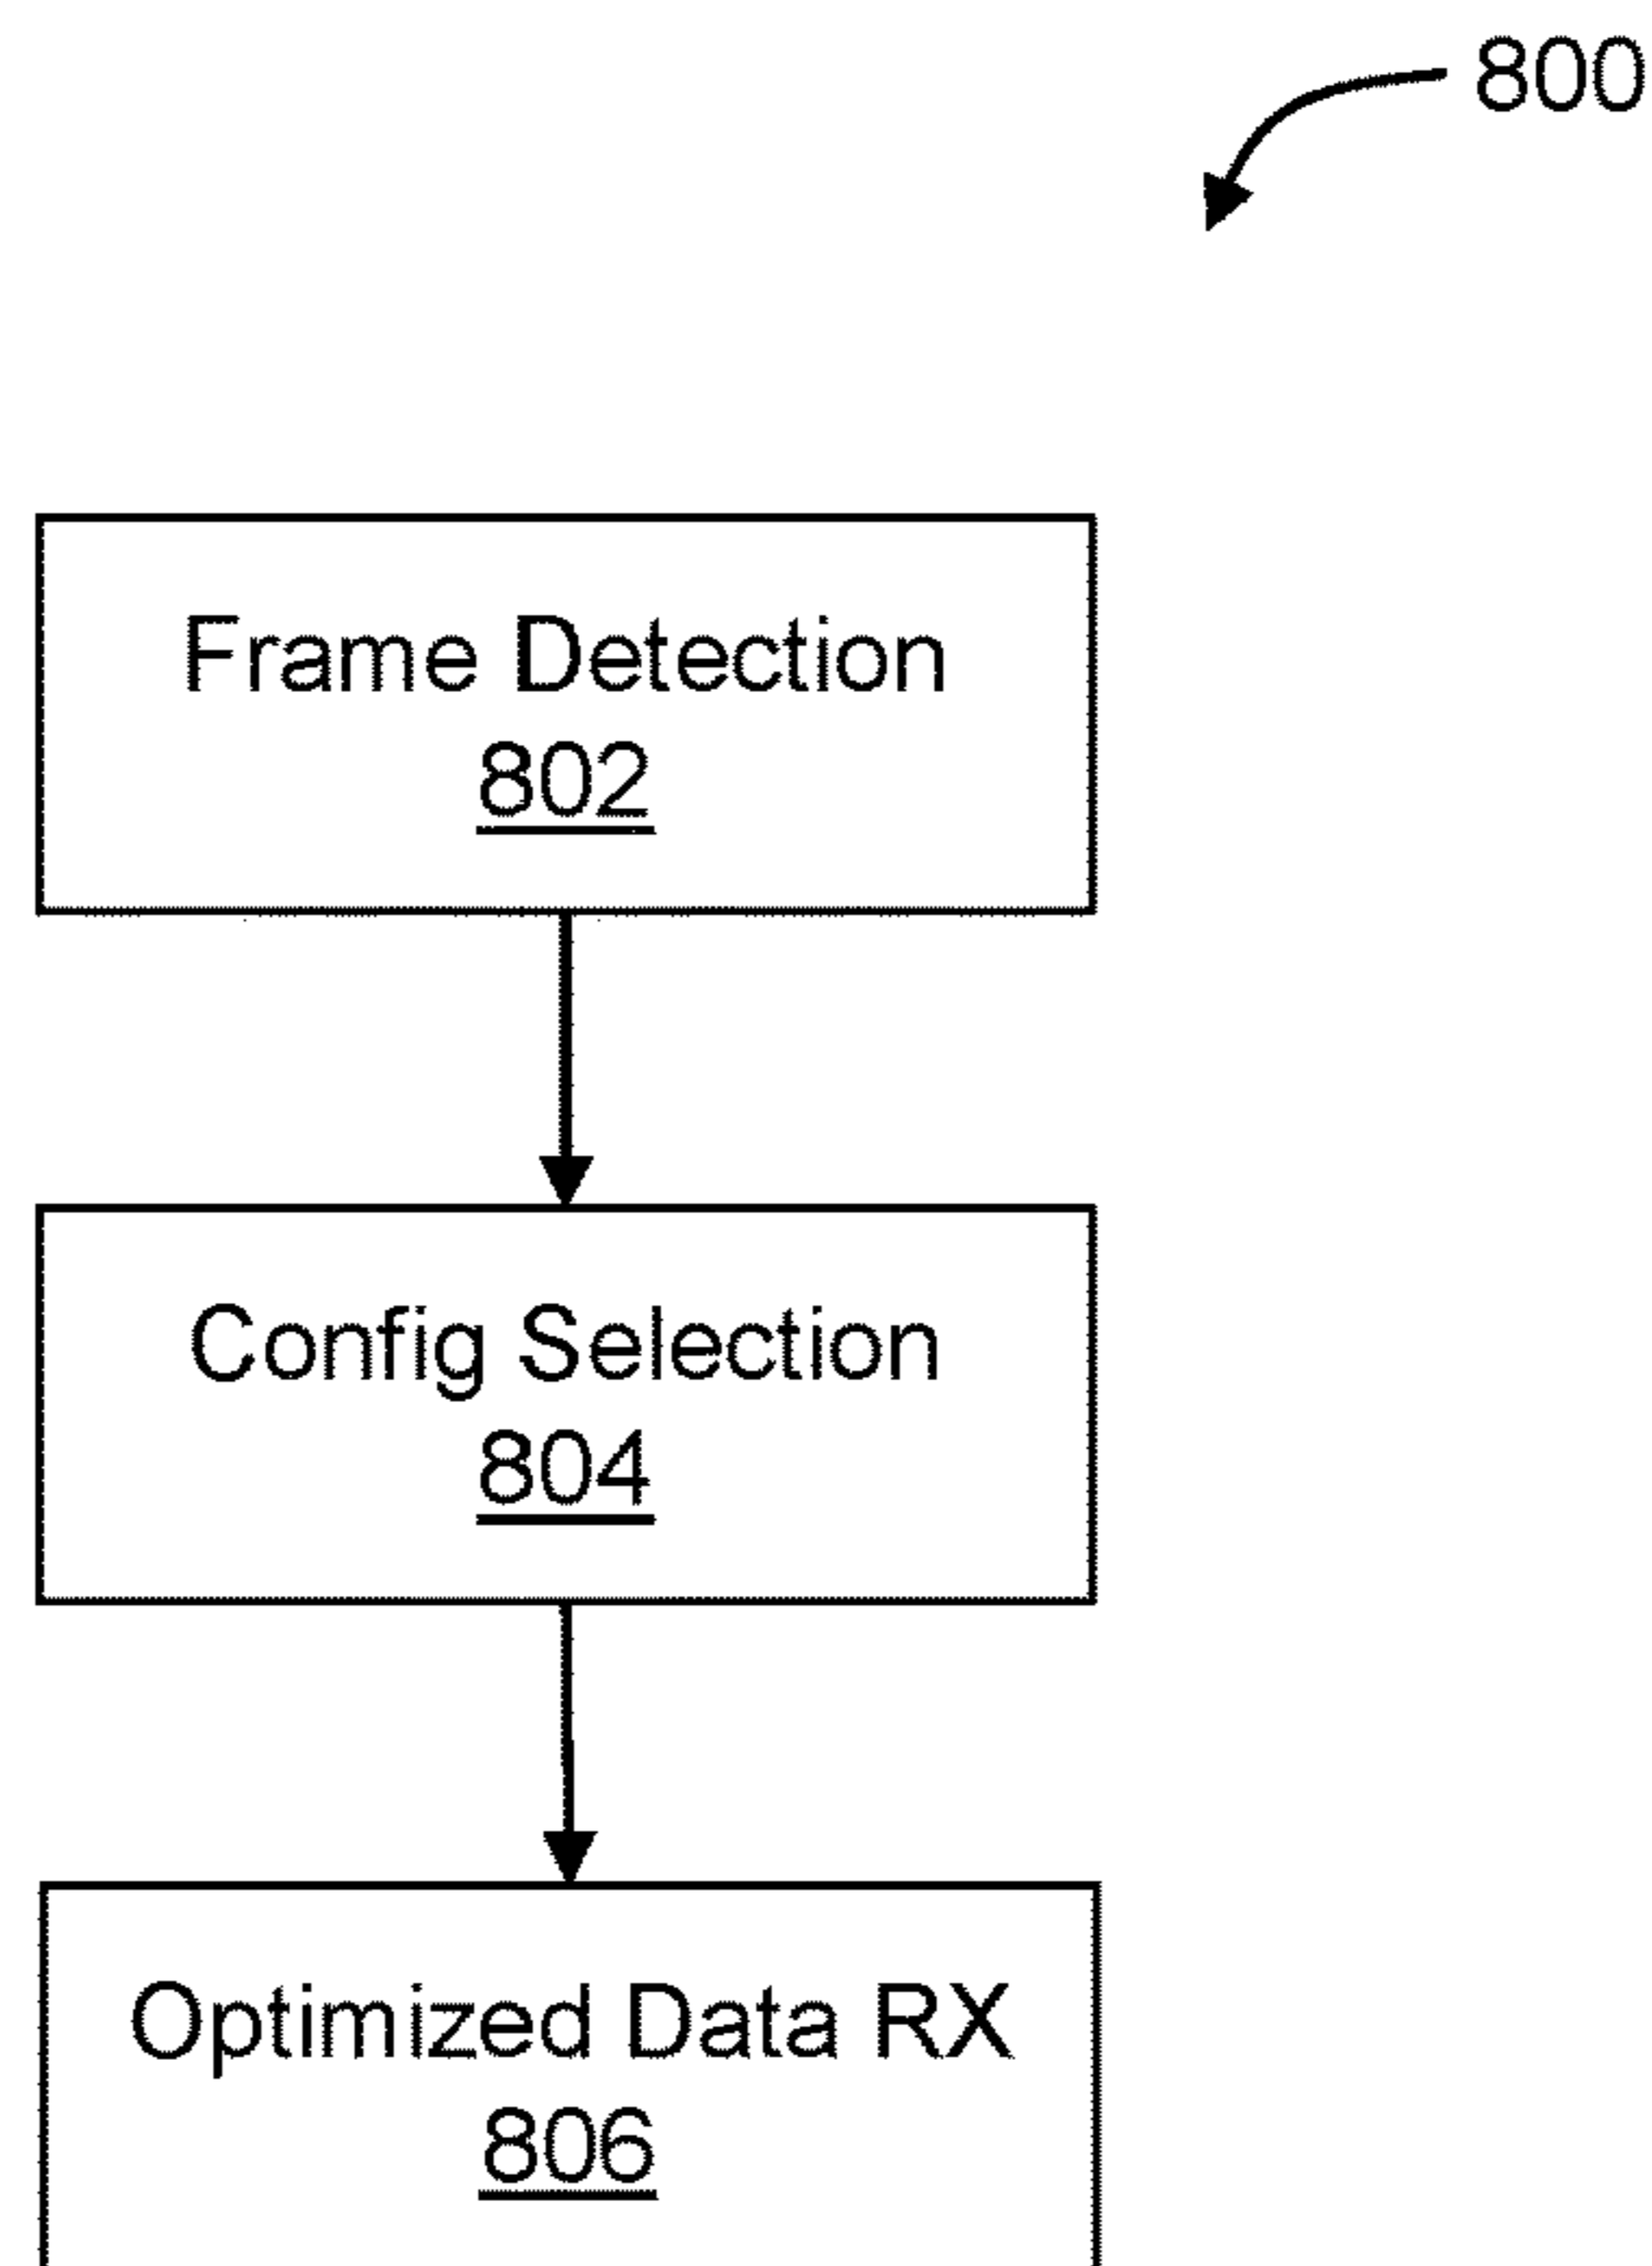 800
Frame Detection
802
Config Selection
804
Optimized Data RX
806